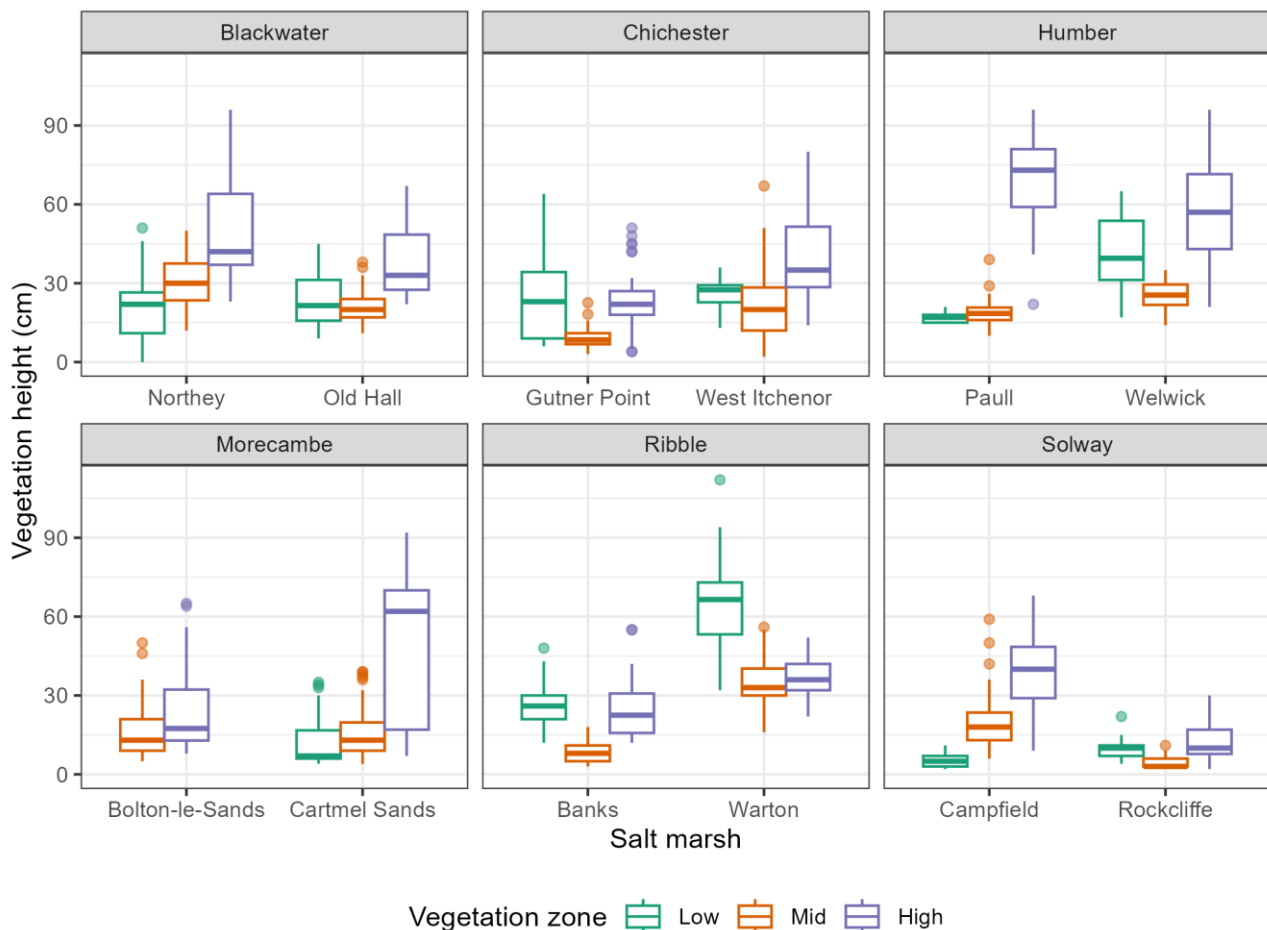 Blackwater Chichester Humber
Vegetation height (cm)
90
60
30
0
Northey Old Hall Gutner Point West Itchenor Paull Welwick
Morecambe Ribble Solway
90
60
30
0
Bolton-le-Sands Cartmel Sands Banks Warton Campfield Rockcliffe
Salt marsh
Vegetation zone Low Mid High